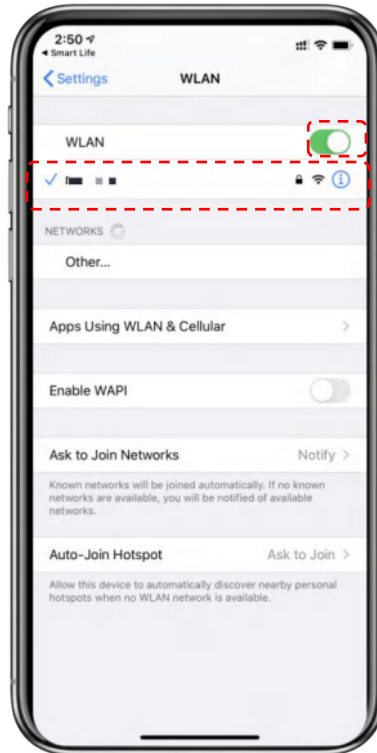 2:50
Smart Life
Settings
WLAN
WLAN
NETWORKS
Other...
Apps Using WLAN & Cellular
Enable WAPI
Ask to Join Networks Notify
Known networks will be joined automatically. If no known
networks are available, you will be notified of available
networks.
Auto-Join Hotspot Ask to Join
Allow this device to automatically discover nearby personal
hotspots when no WLAN network is available.